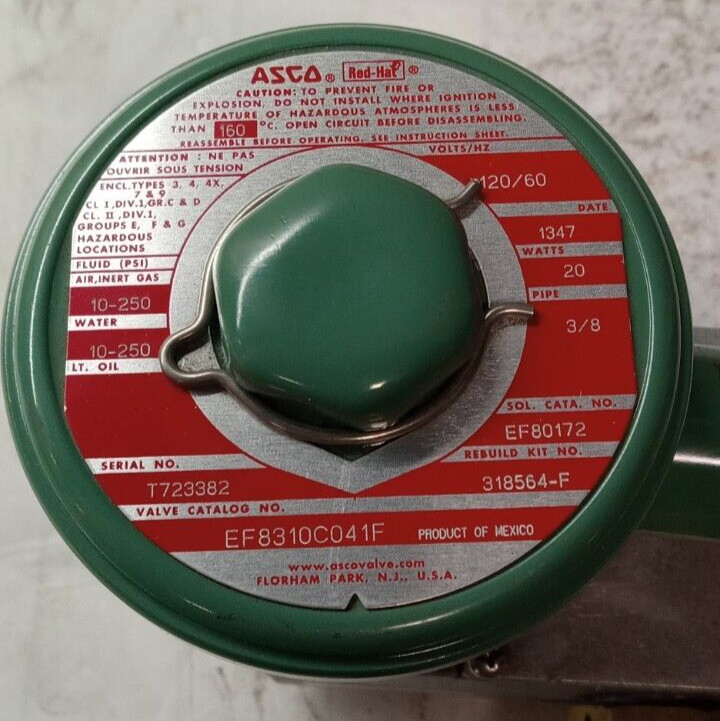 ASCO® Red-Hat®
CAUTION: TO PREVENT FIRE OR
EXPLOSION, DO NOT INSTALL WHERE IGNITION
TEMPERATURE OF HAZARDOUS ATMOSPHERES IS LESS
THAN 160 °C. OPEN CIRCUIT BEFORE DISASSEMBLING.
REASSEMBLE BEFORE OPERATING. SEE INSTRUCTION SHEET.
ATTENTION : NE PAS
OUVRIR SOUS TENSION
ENCL.TYPES 3, 4, 4X,
7 & 9
CL I,DIV.1,GR.C & D
CL. II ,DIV.1,
GROUPS E, F & G
HAZARDOUS
LOCATIONS
FLUID (PSI)
AIR,INERT GAS
10-250
WATER
10-250
LT. OIL
VOLTS/HZ
120/60
DATE
1347
WATTS
20
PIPE
3/8
SOL. CATA. NO.
EF80172
REBUILD KIT NO.
318564-F
SERIAL NO.
T723382
VALVE CATALOG NO.
EF8310C041F PRODUCT OF MEXICO
www.ascovalve.com
FLORHAM PARK, N.J., U.S.A.